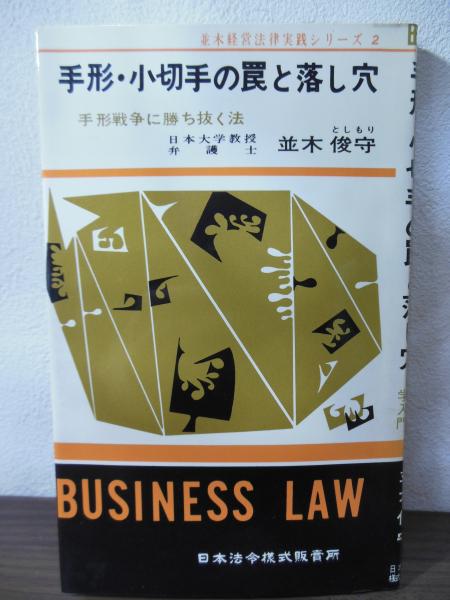 並木経営法律実践シリーズ 2
手形・小切手の罠と落し穴
手形戦争に勝ち抜く法
日本大学教授
弁護士
としもり
並木 俊守
BUSINESS LAW
日本法令様式販売所